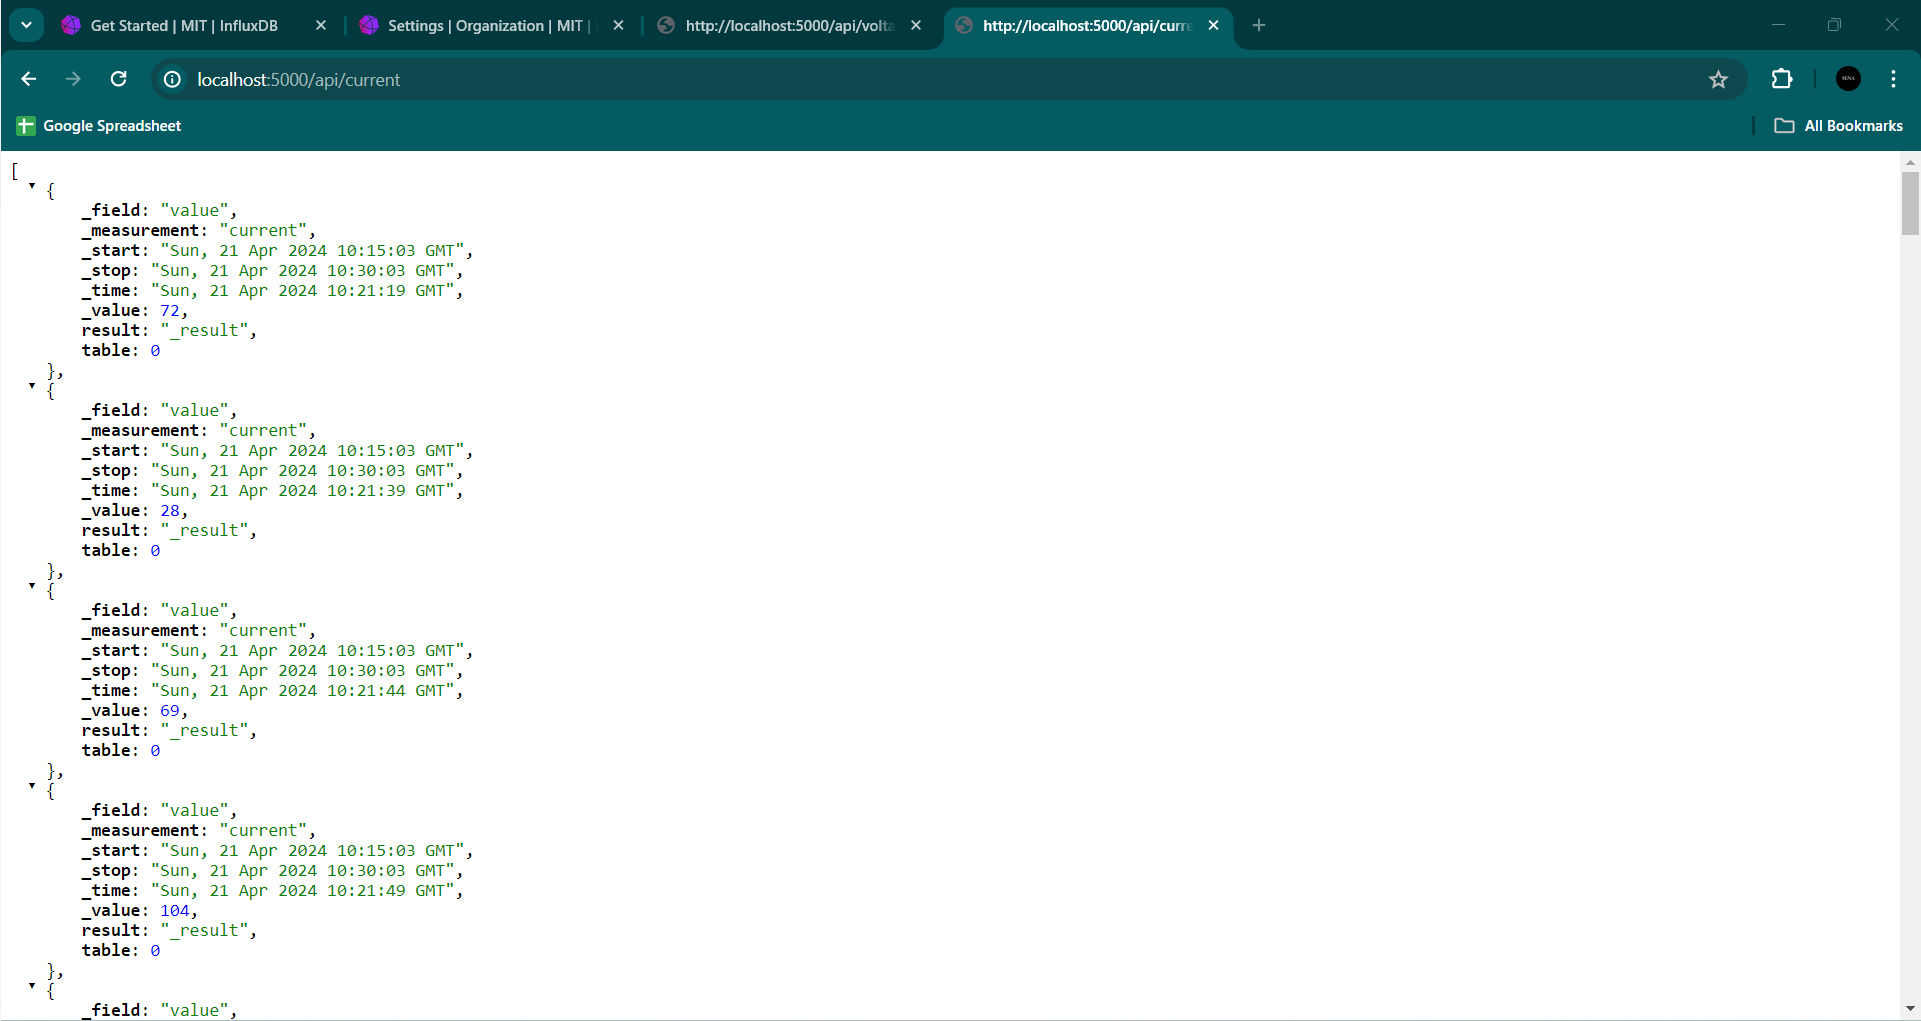 Get Started | MIT | InfluxDB
Settings | Organization | MIT |
http://localhost:5000/api/volta
http://localhost:5000/api/curre
localhost:5000/api/current
Google Spreadsheet
All Bookmarks
[
{
_field: "value",
_measurement: "current",
_start: "Sun, 21 Apr 2024 10:15:03 GMT",
_stop: "Sun, 21 Apr 2024 10:30:03 GMT",
_time: "Sun, 21 Apr 2024 10:21:19 GMT",
_value: 72,
result: "_result",
table: 0
},
{
_field: "value",
_measurement: "current",
_start: "Sun, 21 Apr 2024 10:15:03 GMT",
_stop: "Sun, 21 Apr 2024 10:30:03 GMT",
_time: "Sun, 21 Apr 2024 10:21:39 GMT",
_value: 28,
result: "_result",
table: 0
},
{
_field: "value",
_measurement: "current",
_start: "Sun, 21 Apr 2024 10:15:03 GMT",
_stop: "Sun, 21 Apr 2024 10:30:03 GMT",
_time: "Sun, 21 Apr 2024 10:21:44 GMT",
_value: 69,
result: "_result",
table: 0
},
{
_field: "value",
_measurement: "current",
_start: "Sun, 21 Apr 2024 10:15:03 GMT",
_stop: "Sun, 21 Apr 2024 10:30:03 GMT",
_time: "Sun, 21 Apr 2024 10:21:49 GMT",
_value: 104,
result: "_result",
table: 0
},
{
_field: "value",